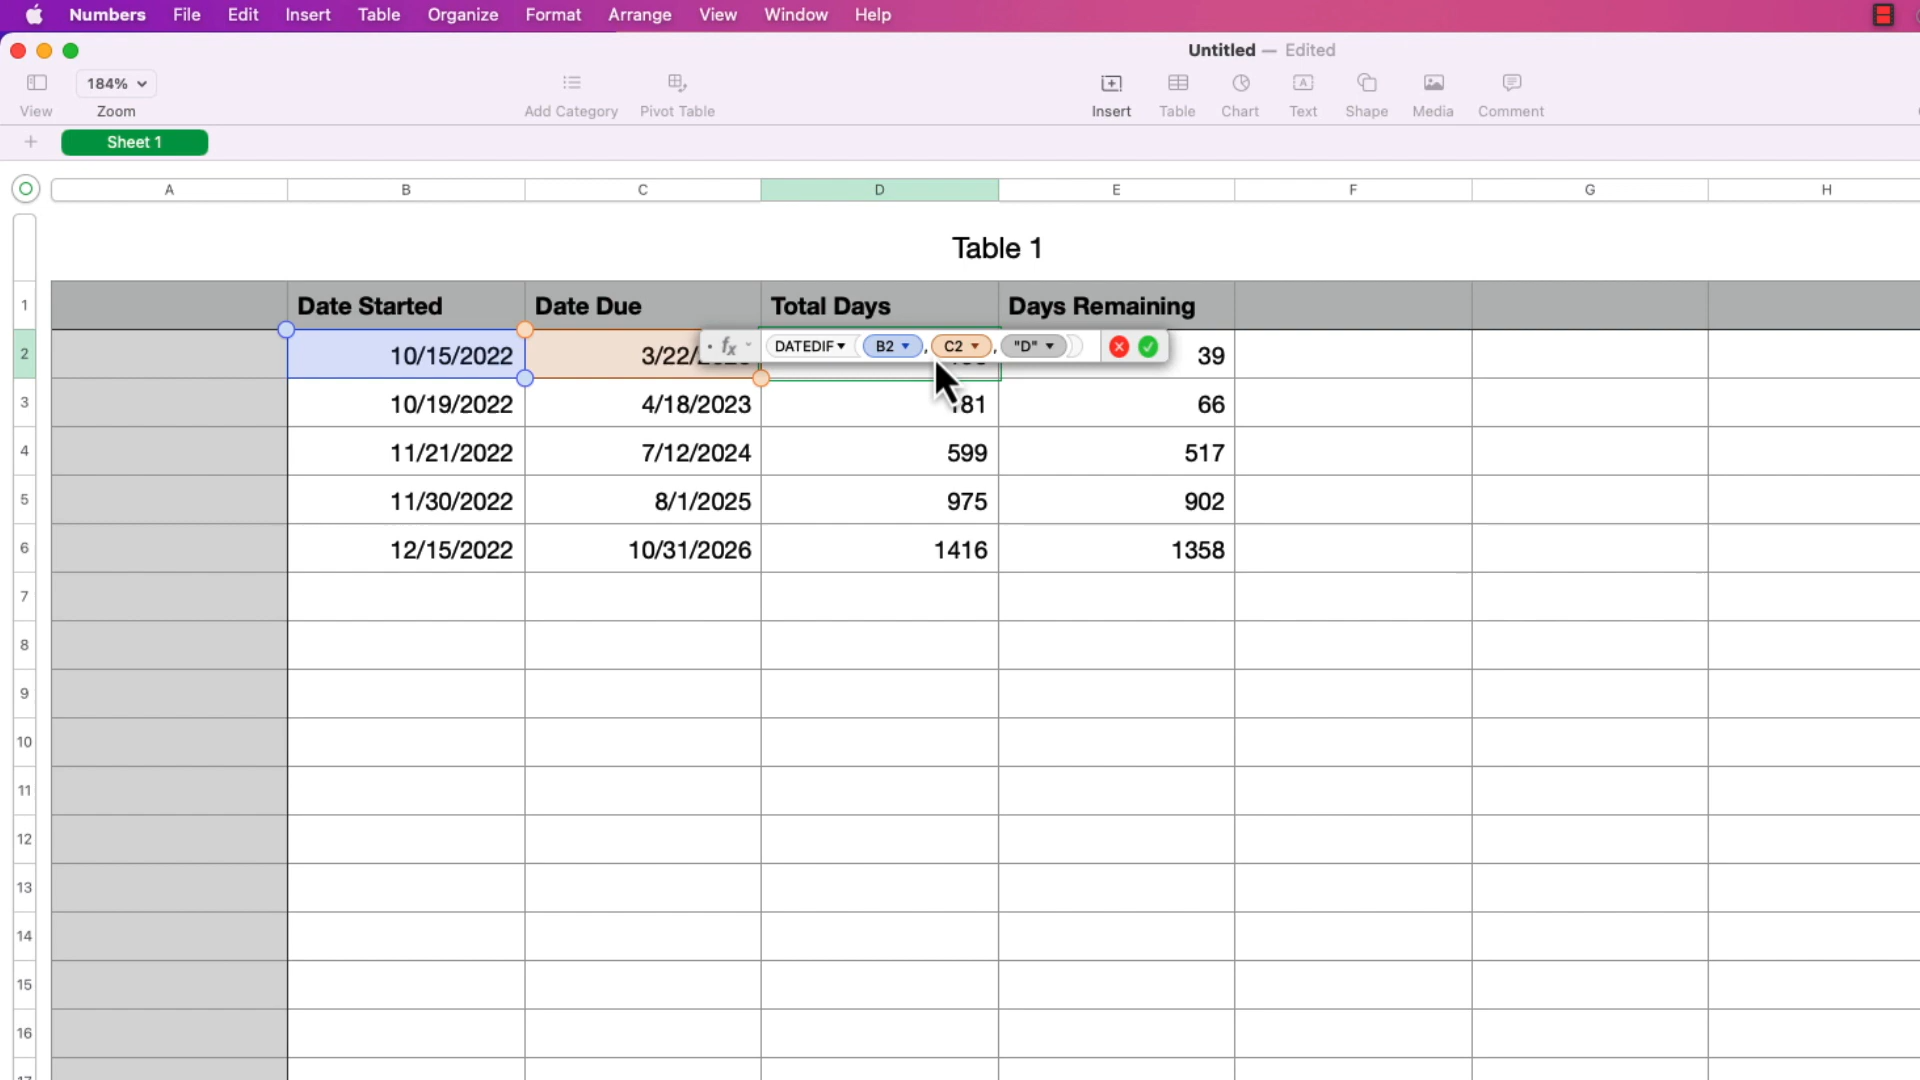 Numbers File Edit Insert Table Organize Format Arrange View Window Help
Untitled — Edited
184%
View Zoom Add Category Pivot Table Insert Table Chart Text Shape Media Comment
+ Sheet 1
A B C D E F G H
Table 1
1 Date Started Date Due Total Days Days Remaining
2 10/15/2022 3/22/ fx DATEDIF B2 , C2 , "D" 39
3 10/19/2022 4/18/2023 181 66
4 11/21/2022 7/12/2024 599 517
5 11/30/2022 8/1/2025 975 902
6 12/15/2022 10/31/2026 1416 1358
7
8
9
10
11
12
13
14
15
16
17